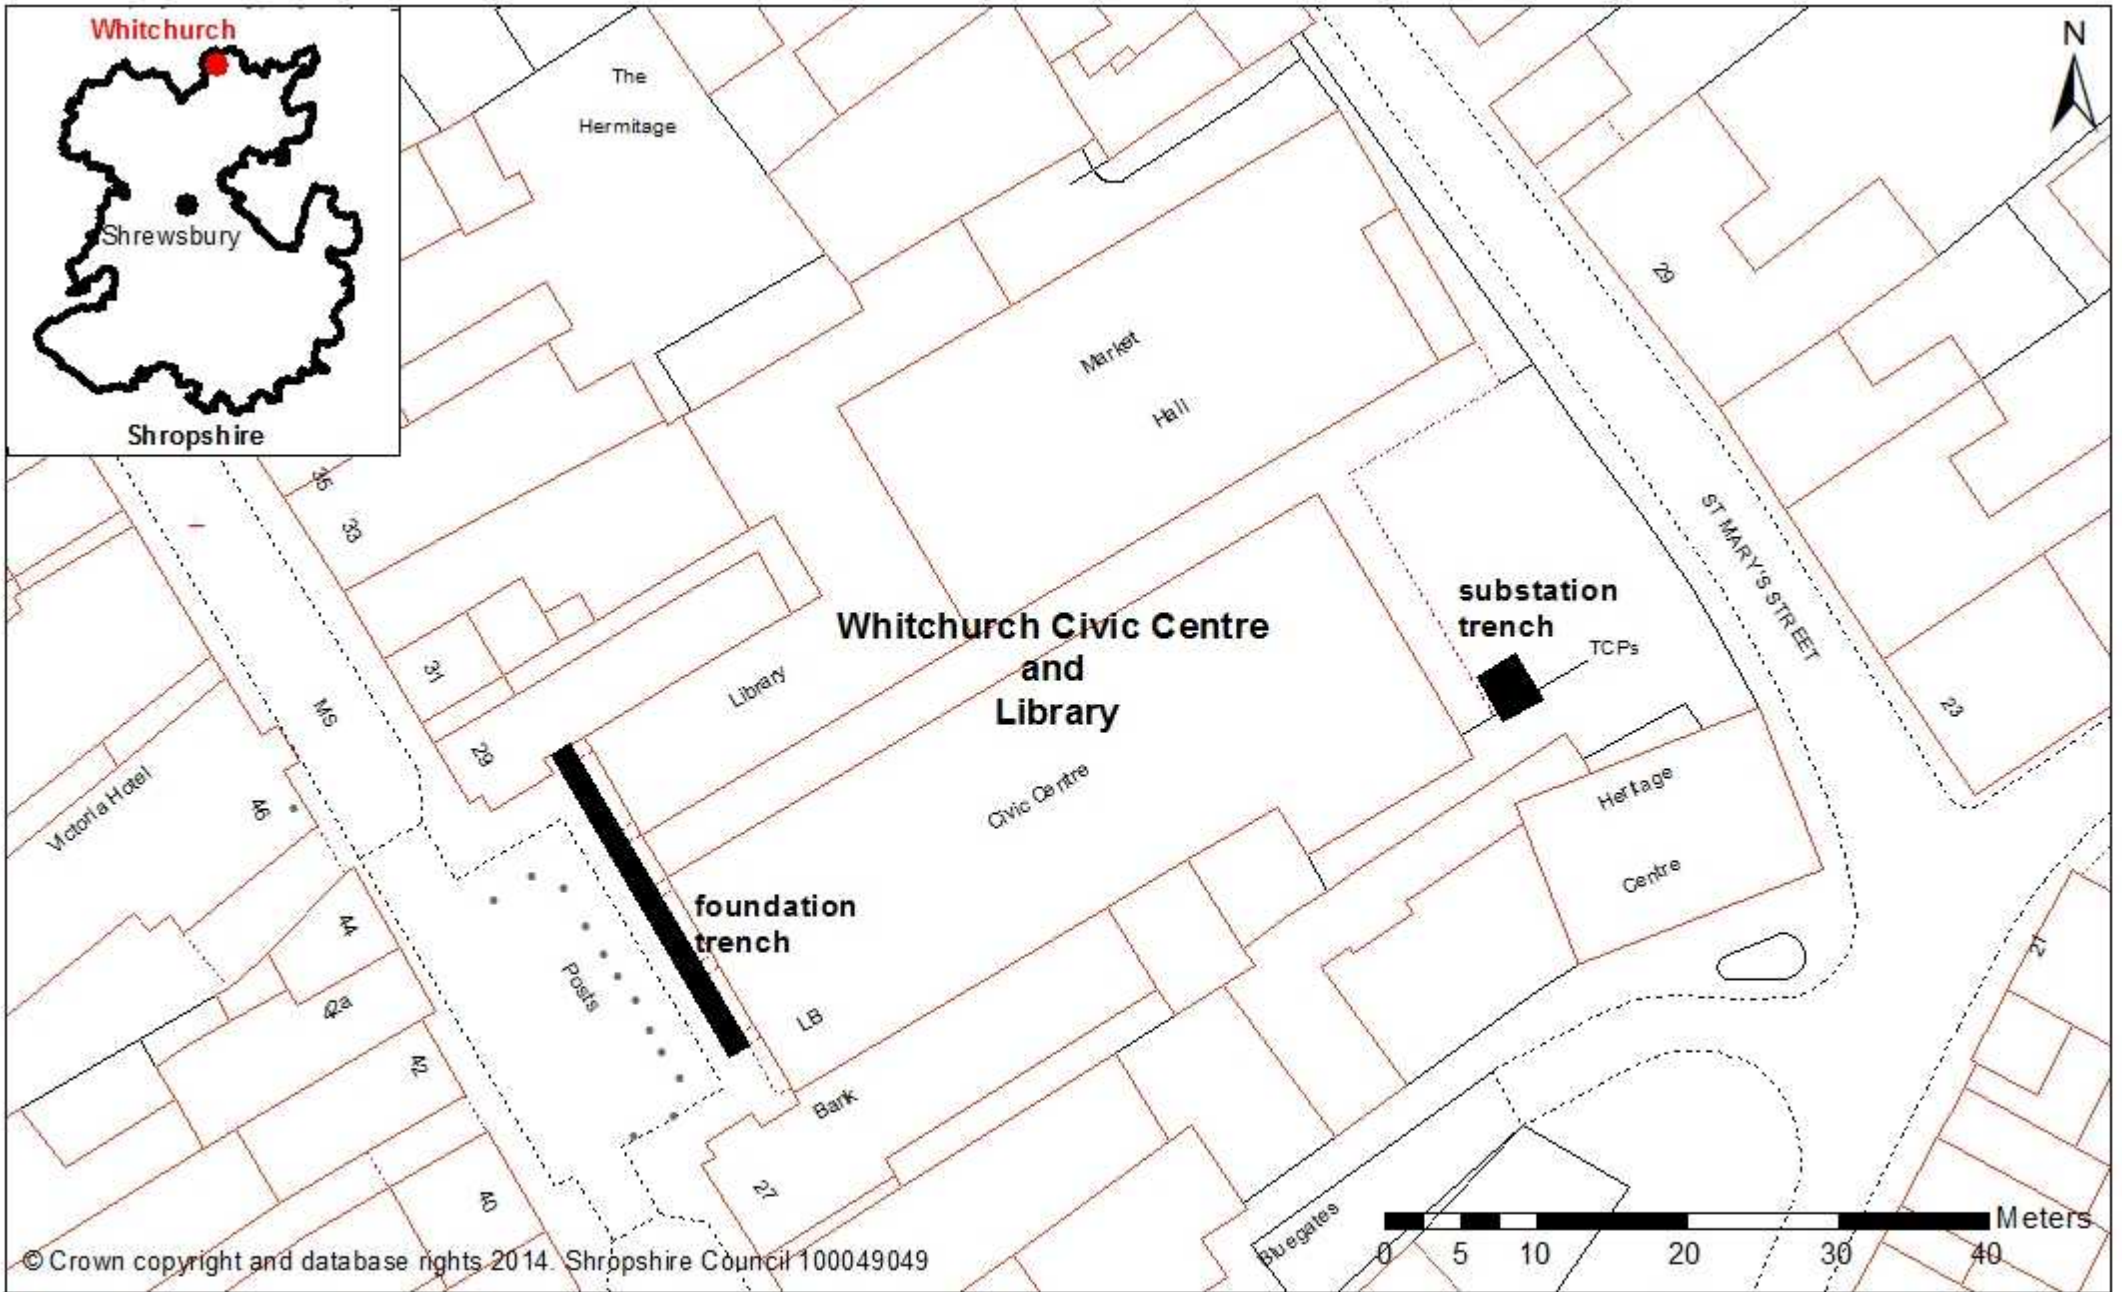 Whitchurch
Shrewsbury
Shropshire
N
The
Hermitage
Market
Hall
29
35
33
ST MARY'S STREET
substation
trench
TCPs
Whitchurch Civic Centre
and
Library
Library
31
29
MS
Victoria Hotel
46
Civic Centre
Heritage
Centre
23
foundation
trench
44
42a
Posts
42
LB
Bank
21
27
40
Bluegates
Meters
0 5 10 20 30 40
© Crown copyright and database rights 2014. Shropshire Council 100049049